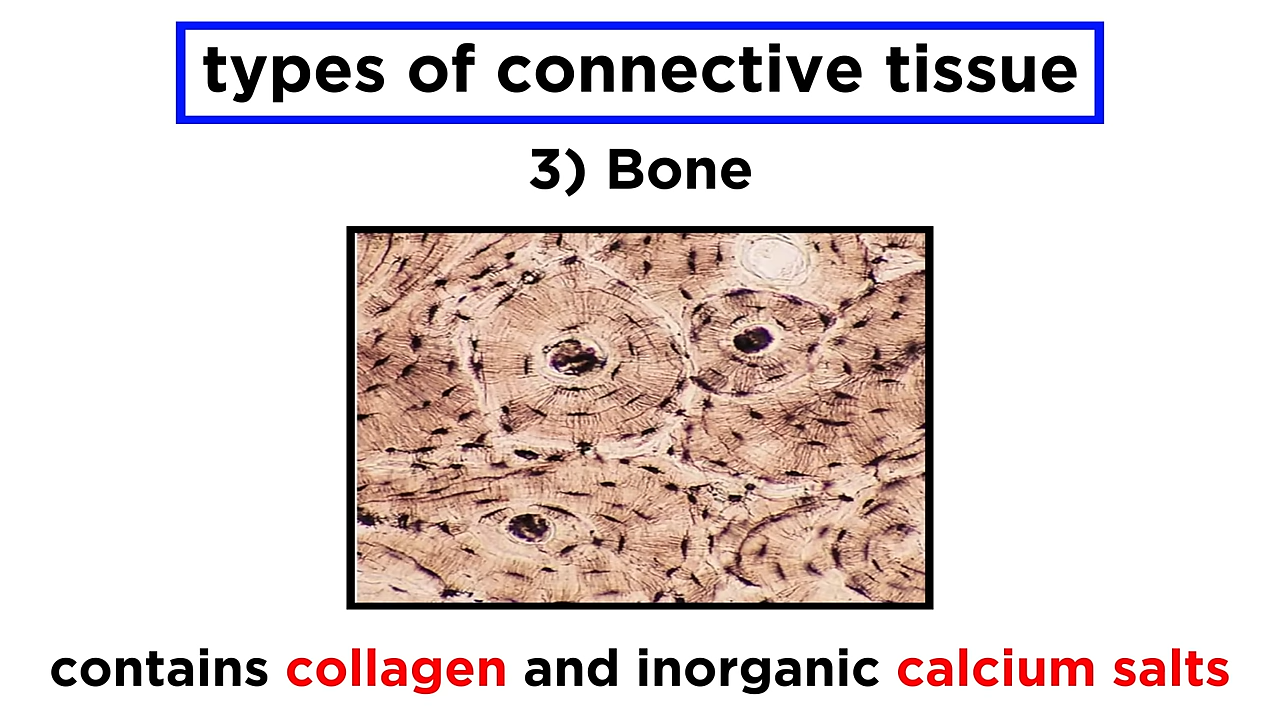 types of connective tissue
3) Bone
contains collagen and inorganic calcium salts